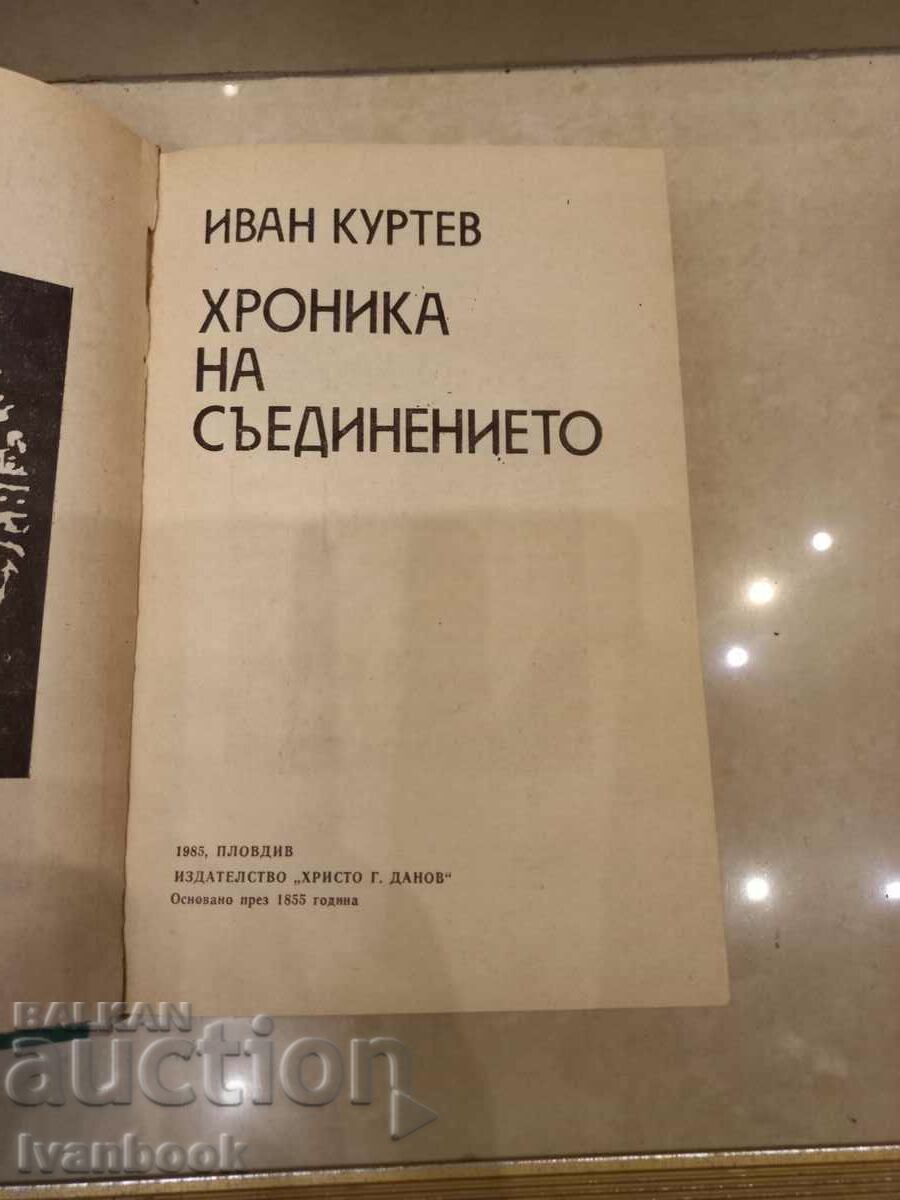 ИВАН КУРТЕВ
ХРОНИКА
НА
СЪЕДИНЕНИЕТО
1985, ПЛОВДИВ
ИЗДАТЕЛСТВО „ХРИСТО Г. ДАНОВ"
Основано през 1855 година
BALKAN
auction
Ivanbook